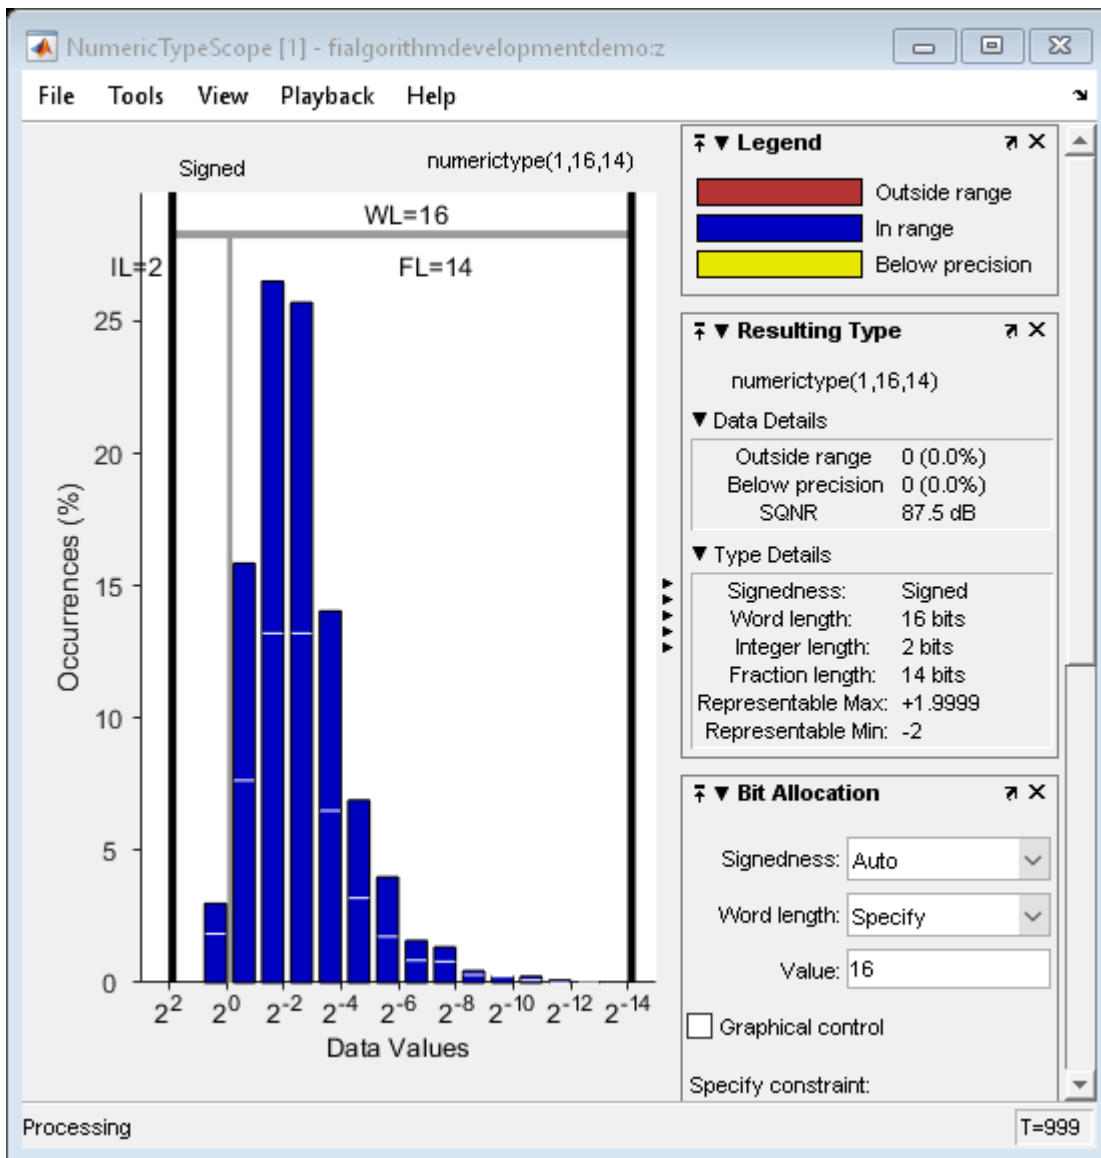 NumericTypeScope [1] - fialgorithmdevelopmentdemo:z
File Tools View Playback Help
Signed numerictype(1,16,14)
WL=16
IL=2 FL=14
25
20
15
10
5
0
Occurrences (%)
2^2 2^0 2^-2 2^-4 2^-6 2^-8 2^-10 2^-12 2^-14
Data Values
Legend
Outside range
In range
Below precision
Resulting Type
numerictype(1,16,14)
Data Details
Outside range 0 (0.0%)
Below precision 0 (0.0%)
SQNR 87.5 dB
Type Details
Signedness: Signed
Word length: 16 bits
Integer length: 2 bits
Fraction length: 14 bits
Representable Max: +1.9999
Representable Min: -2
Bit Allocation
Signedness: Auto
Word length: Specify
Value: 16
Graphical control
Specify constraint:
Processing T=999